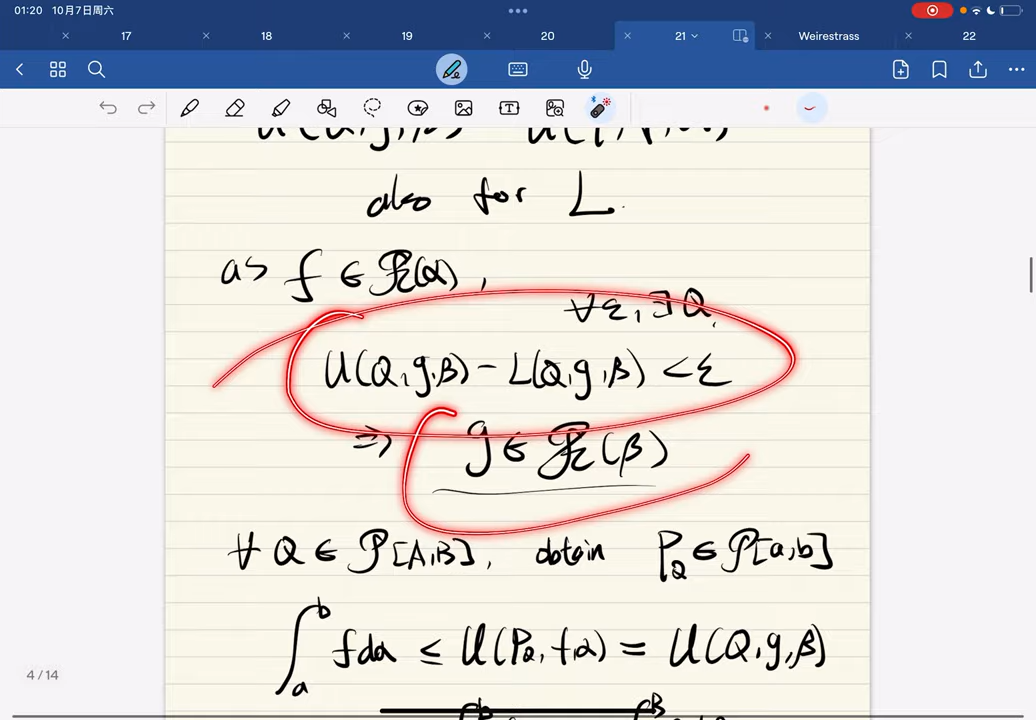 01:20 10月7日周六
17 18 19 20 21 Weirestrass 22
U(Q,g,β)
also for L.
as f ∈ ℛ(α),
∀ε, ∃Q,
U(Q,g,β) - L(Q,g,β) < ε
⇒ g ∈ ℛ(β)
∀ Q ∈ 𝒫[A,B], obtain P_Q ∈ 𝒫[a,b]
∫_a^b fdα ≤ U(P_Q, f,α) = U(Q,g,β)
4 / 14